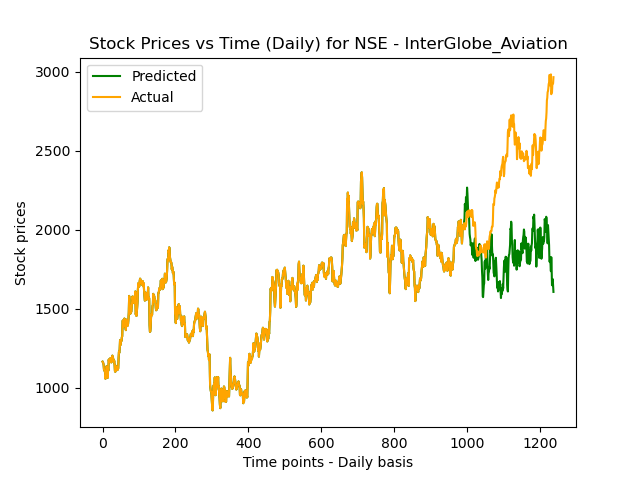 Stock Prices vs Time (Daily) for NSE - InterGlobe_Aviation
Predicted
Actual
3000
2500
2000
1500
1000
Stock prices
0 200 400 600 800 1000 1200
Time points - Daily basis